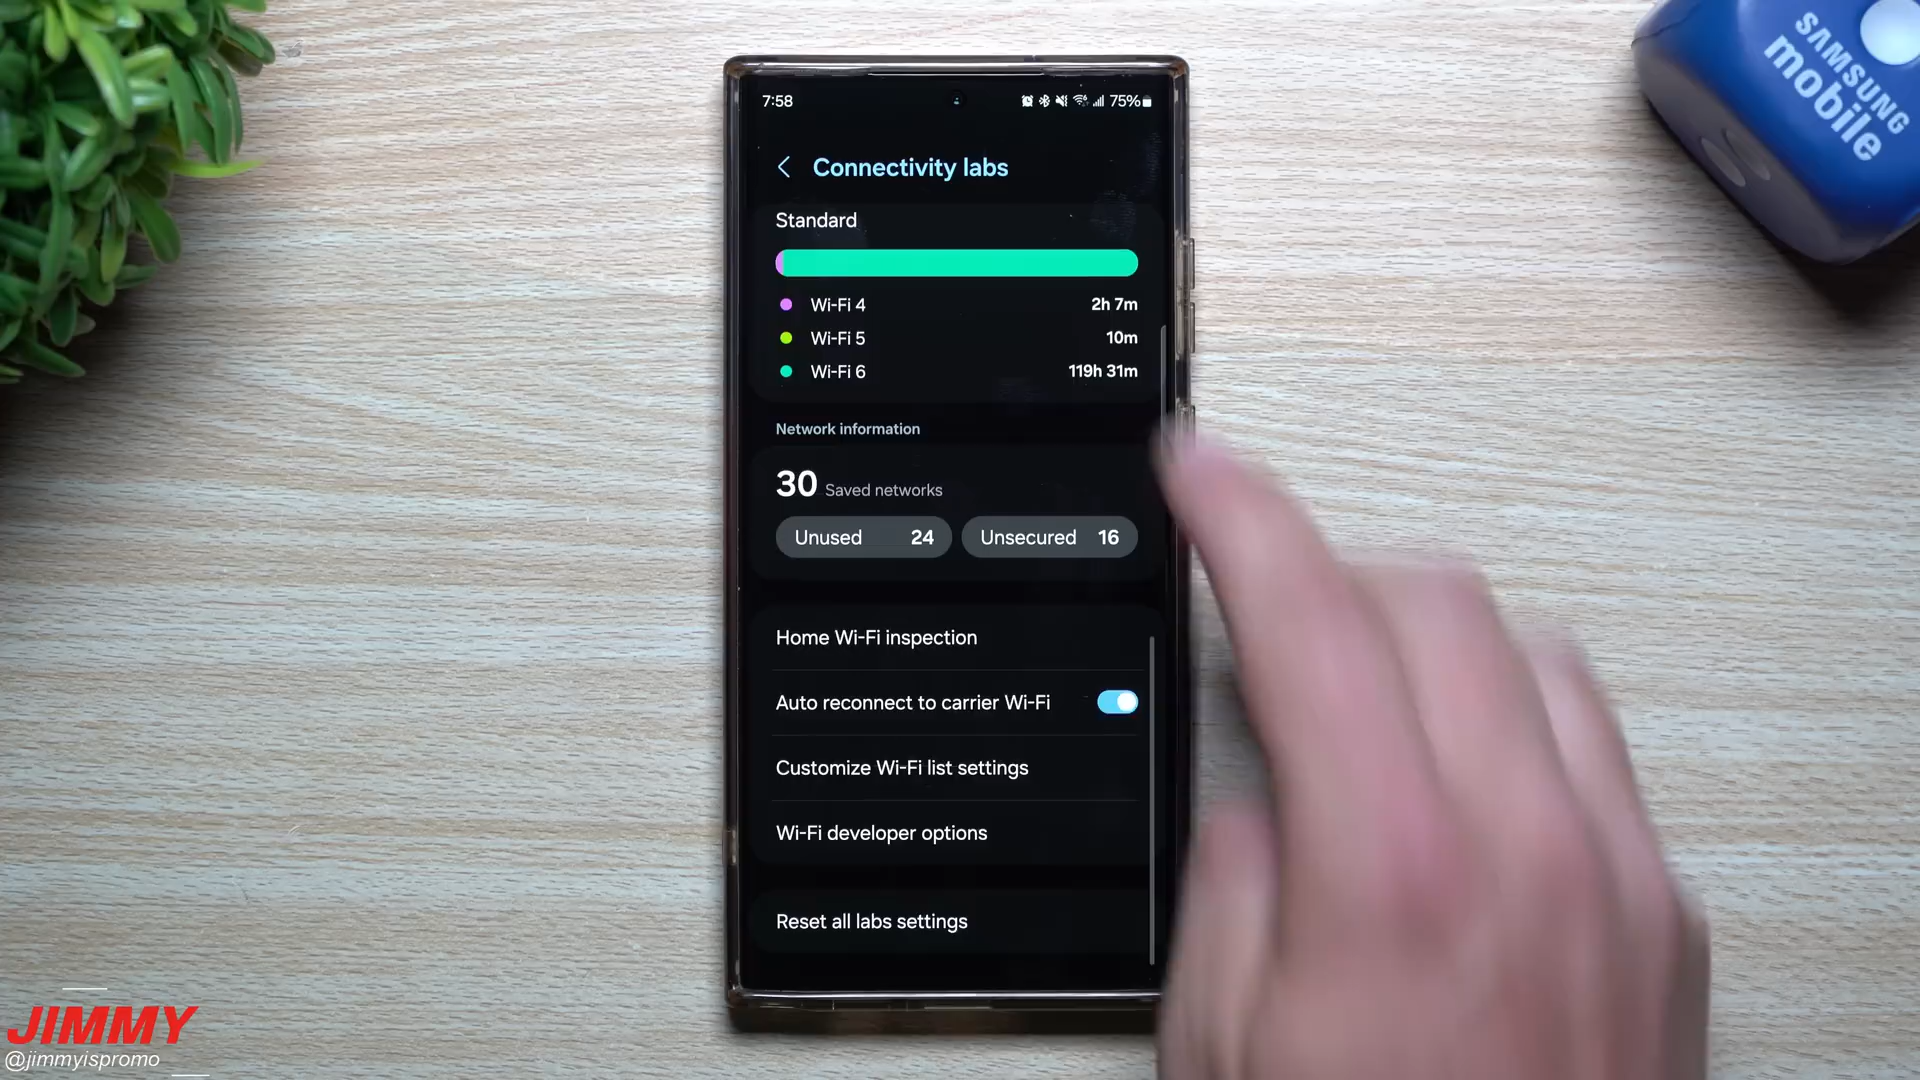 7:58
75%
Connectivity labs
Standard
Wi-Fi 4 2h 7m
Wi-Fi 5 10m
Wi-Fi 6 119h 31m
Network information
30 Saved networks
Unused 24 Unsecured 16
Home Wi-Fi inspection
Auto reconnect to carrier Wi-Fi
Customize Wi-Fi list settings
Wi-Fi developer options
Reset all labs settings
SAMSUNG
mobile
JIMMY
@jimmyispromo